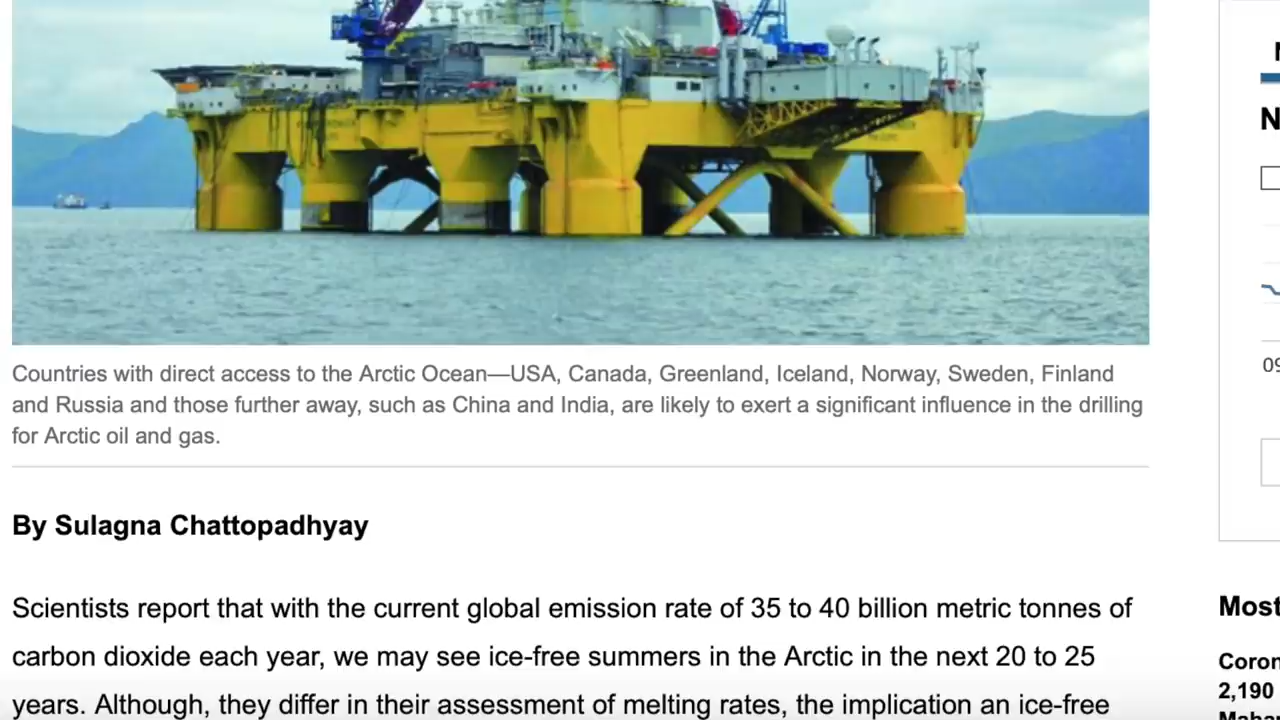 Countries with direct access to the Arctic Ocean—USA, Canada, Greenland, Iceland, Norway, Sweden, Finland
and Russia and those further away, such as China and India, are likely to exert a significant influence in the drilling
for Arctic oil and gas.
By Sulagna Chattopadhyay
Scientists report that with the current global emission rate of 35 to 40 billion metric tonnes of
carbon dioxide each year, we may see ice-free summers in the Arctic in the next 20 to 25
years. Although, they differ in their assessment of melting rates, the implication an ice-free
N
09
Most
Coron
2,190